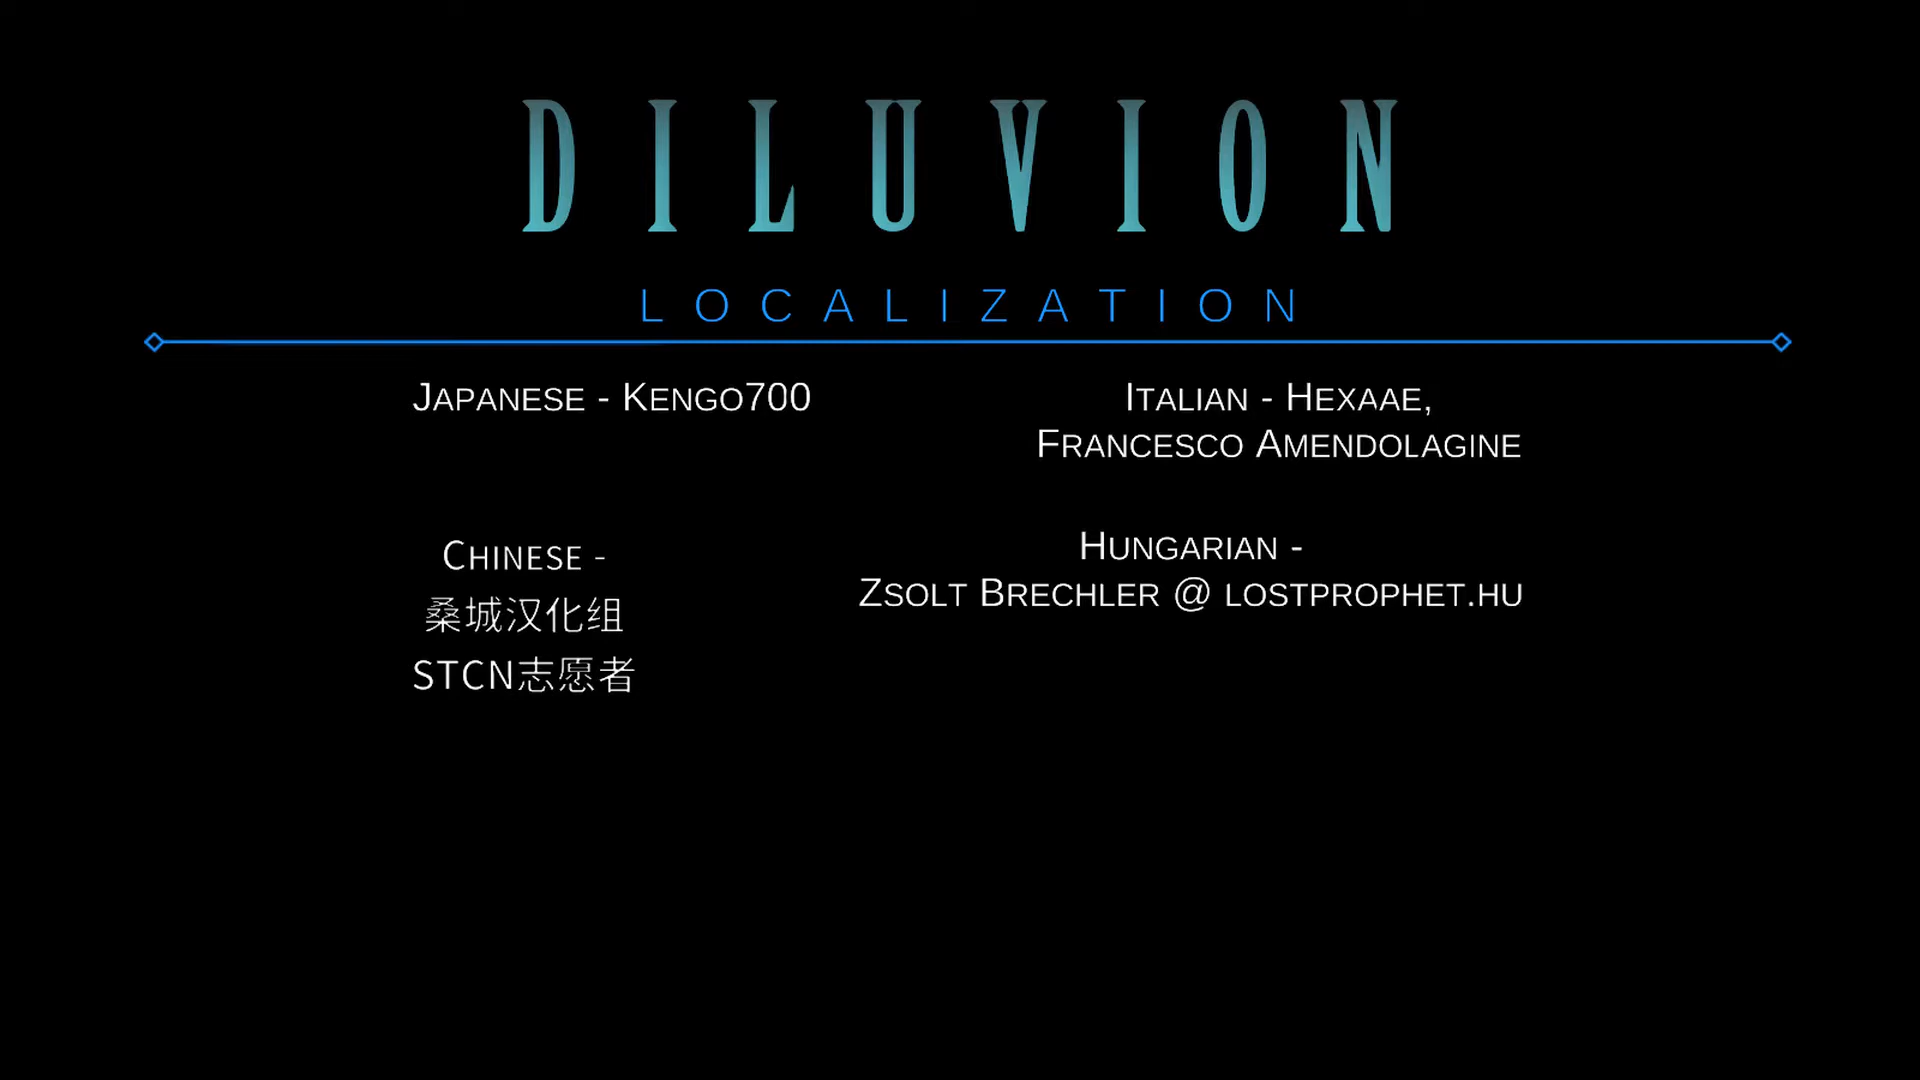 DILUVION
LOCALIZATION
Japanese - Kengo700
Italian - Hexaae,
Francesco Amendolagine
Chinese -
桑城汉化组
STCN志愿者
Hungarian -
Zsolt Brechler @ lostprophet.hu